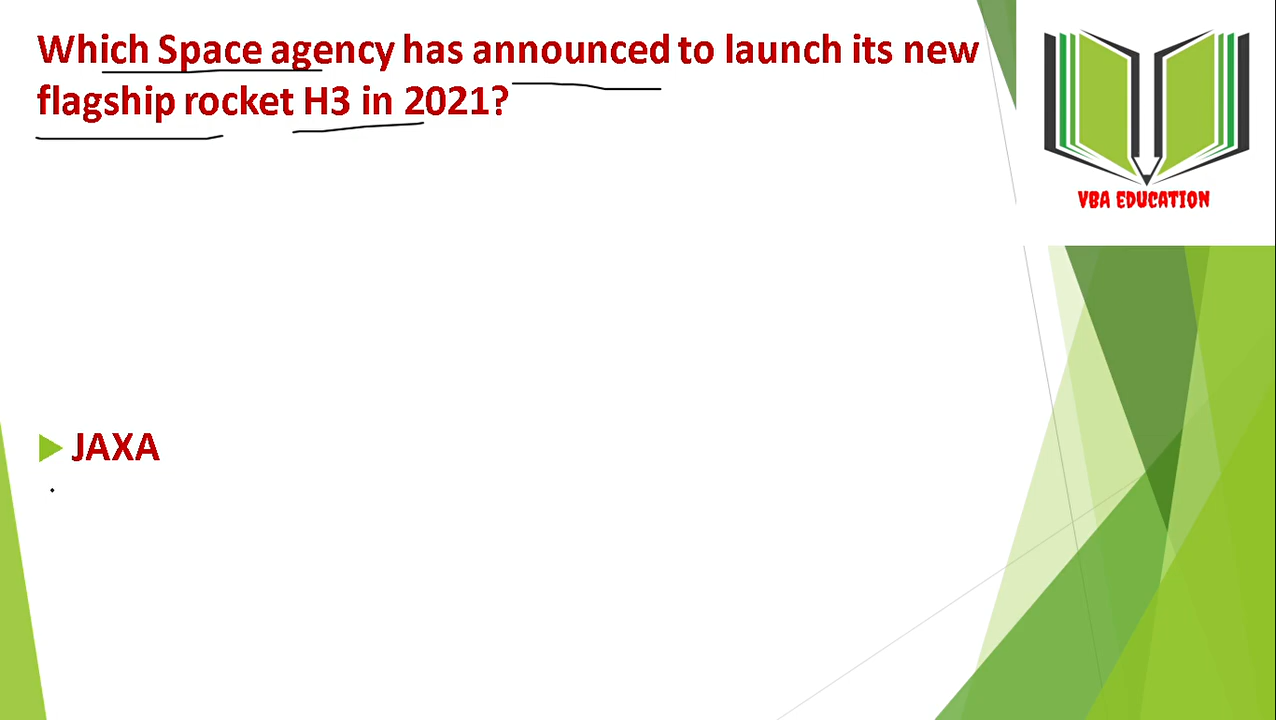 Which Space agency has announced to launch its new
flagship rocket H3 in 2021?
VBA EDUCATION
JAXA